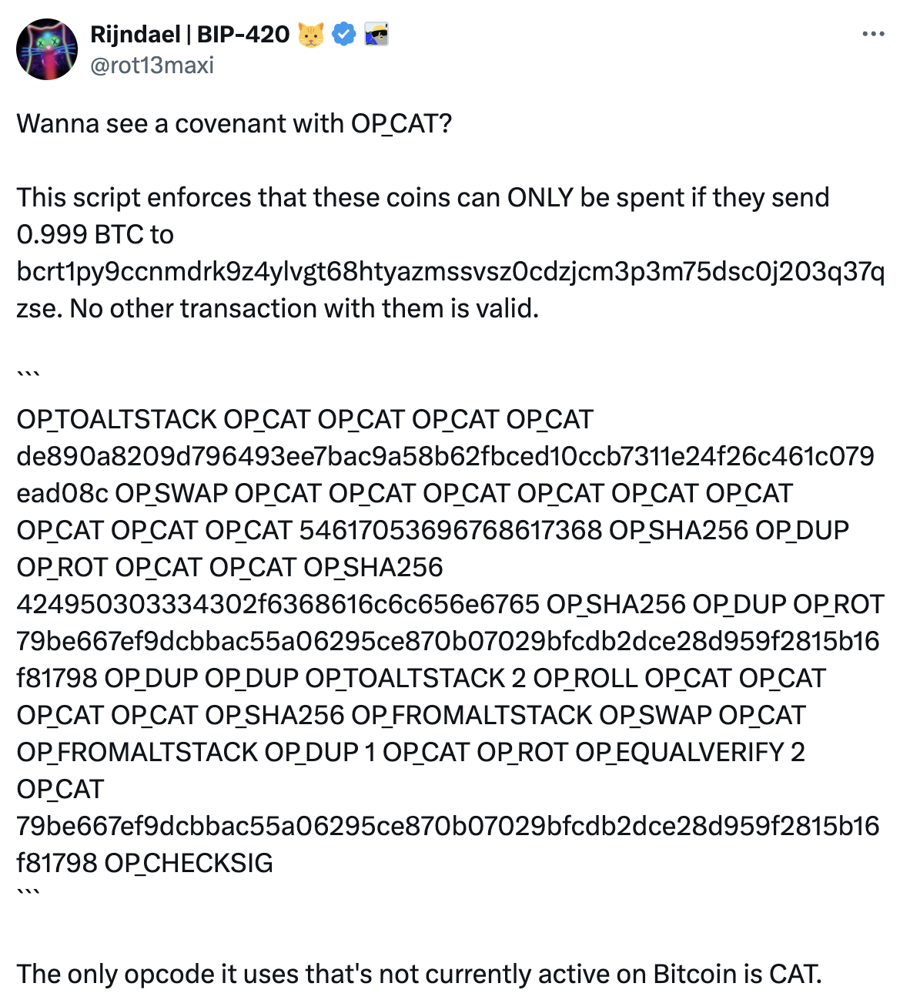 Rijndael | BIP-420
@rot13maxi
Wanna see a covenant with OP_CAT?
This script enforces that these coins can ONLY be spent if they send
0.999 BTC to
bcrt1py9ccnmdrk9z4ylvgt68htyazmssvsz0cdzjcm3p3m75dsc0j203q37q
zse. No other transaction with them is valid.
```
OP_TOALTSTACK OP_CAT OP_CAT OP_CAT OP_CAT
de890a8209d796493ee7bac9a58b62fbced10ccb7311e24f26c461c079
ead08c OP_SWAP OP_CAT OP_CAT OP_CAT OP_CAT OP_CAT OP_CAT
OP_CAT OP_CAT OP_CAT 54617053696768617368 OP_SHA256 OP_DUP
OP_ROT OP_CAT OP_CAT OP_SHA256
424950303334302f6368616c6c656e6765 OP_SHA256 OP_DUP OP_ROT
79be667ef9dcbbac55a06295ce870b07029bfcdb2dce28d959f2815b16
f81798 OP_DUP OP_DUP OP_TOALTSTACK 2 OP_ROLL OP_CAT OP_CAT
OP_CAT OP_CAT OP_SHA256 OP_FROMALTSTACK OP_SWAP OP_CAT
OP_FROMALTSTACK OP_DUP 1 OP_CAT OP_ROT OP_EQUALVERIFY 2
OP_CAT
79be667ef9dcbbac55a06295ce870b07029bfcdb2dce28d959f2815b16
f81798 OP_CHECKSIG
```
The only opcode it uses that's not currently active on Bitcoin is CAT.